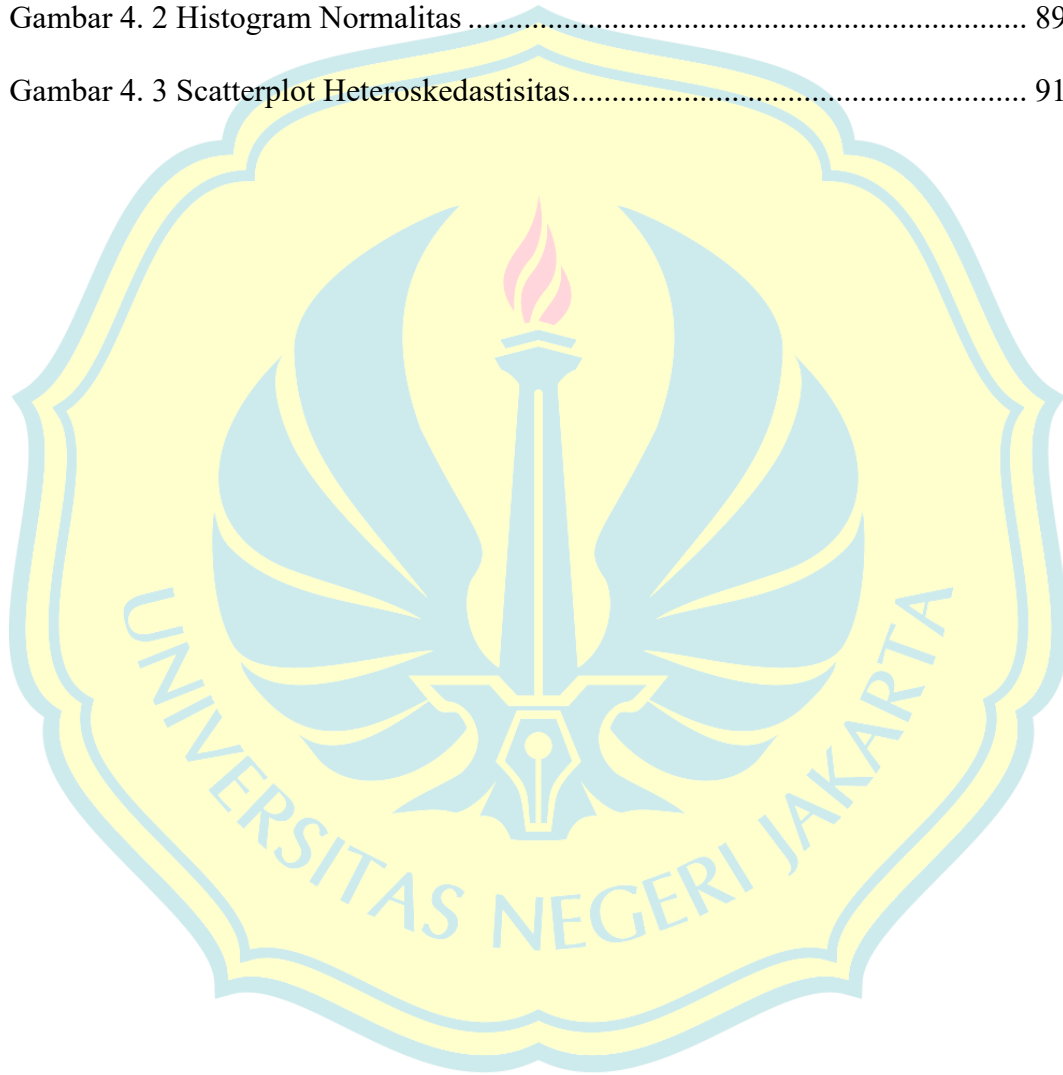 Gambar 4. 2 Histogram Normalitas ........................................................................ 89
Gambar 4. 3 Scatterplot Heteroskedastisitas........................................................... 91
UNIVERSITAS NEGERI JAKARTA